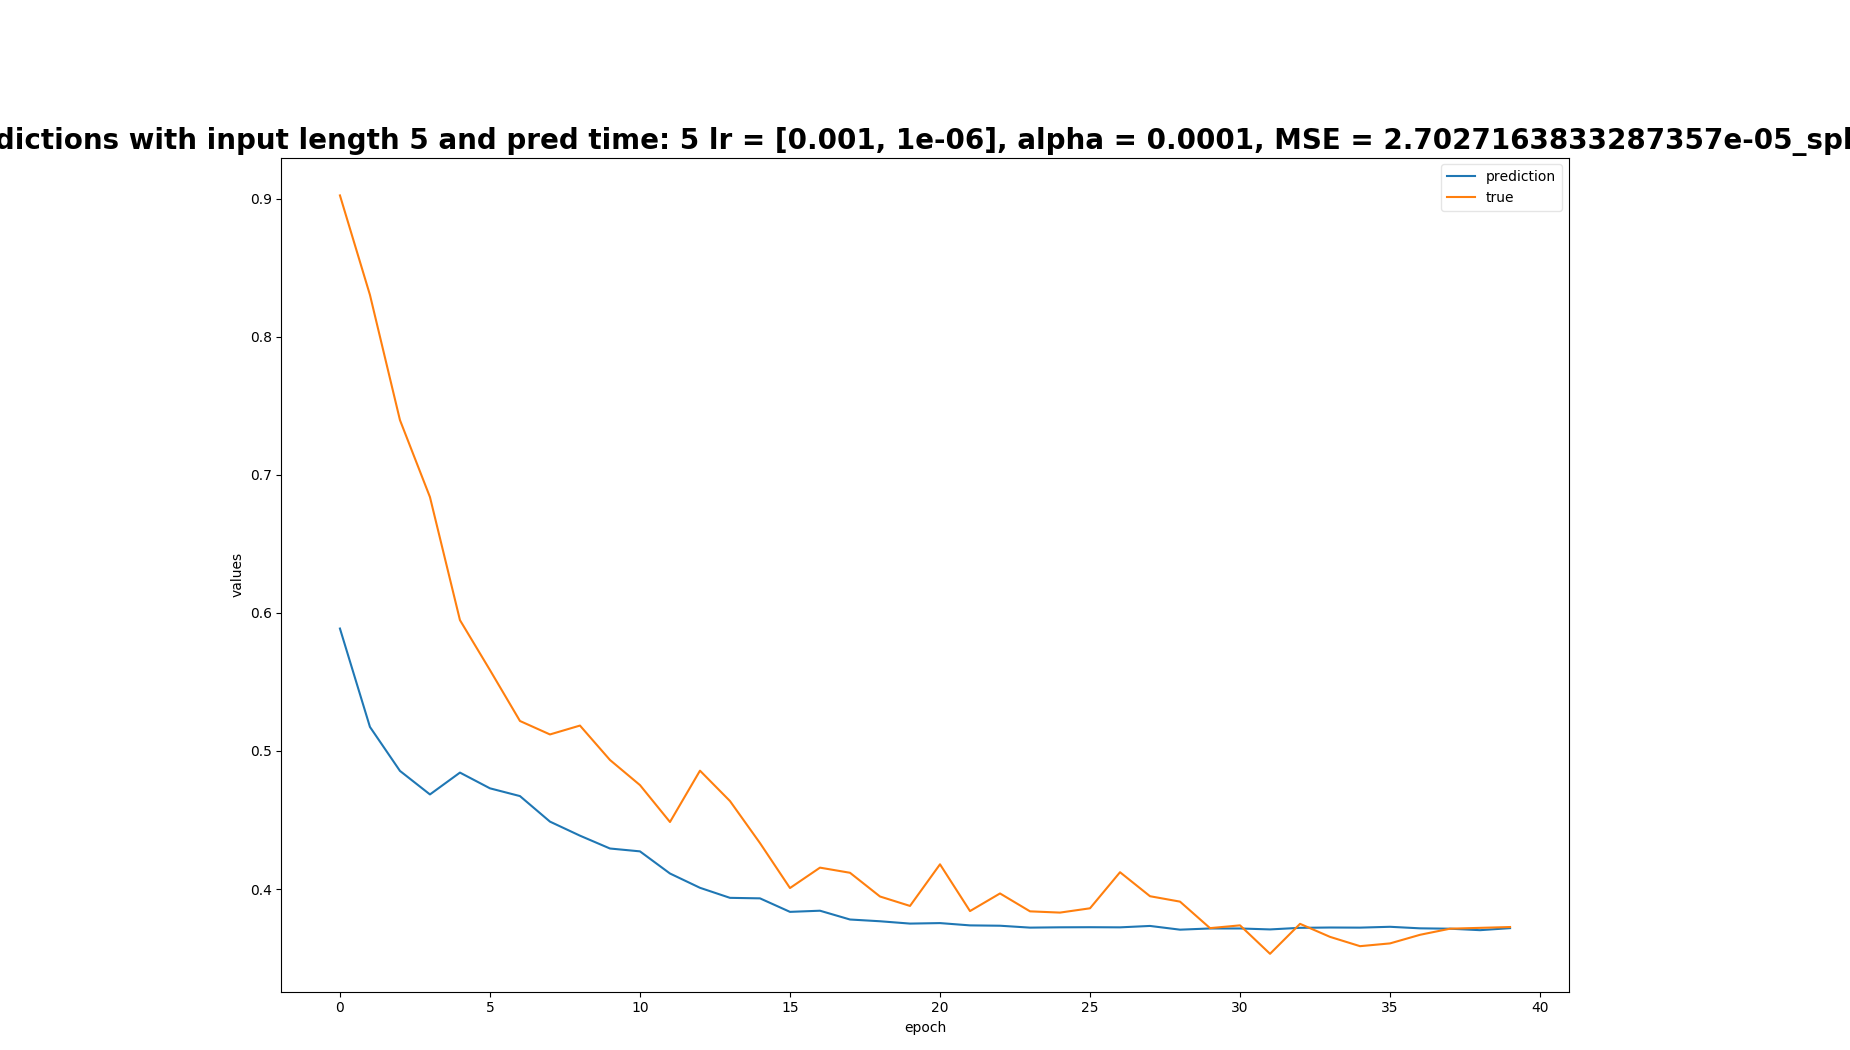 dictions with input length 5 and pred time: 5 lr = [0.001, 1e-06], alpha = 0.0001, MSE = 2.7027163833287357e-05_spl
prediction
true
0.9
0.8
0.7
0.6
0.5
0.4
values
0 5 10 15 20 25 30 35 40
epoch